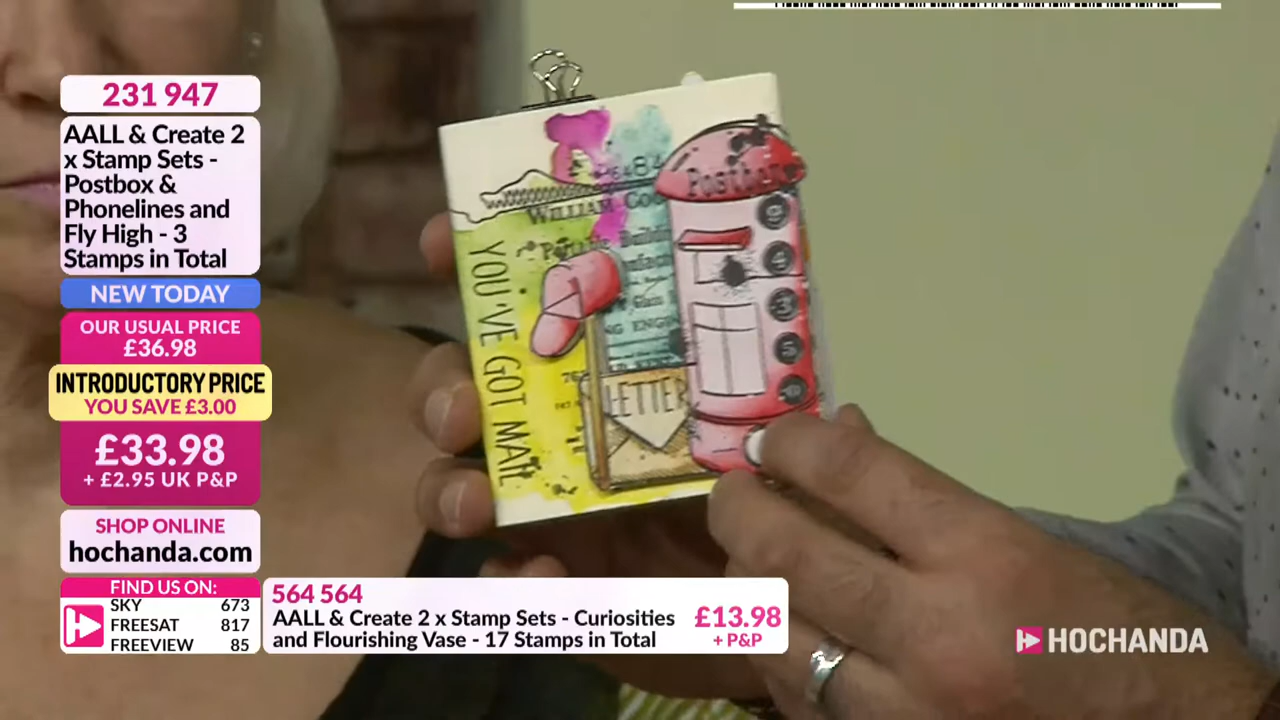 231 947
AALL & Create 2
x Stamp Sets -
Postbox &
Phonelines and
Fly High - 3
Stamps in Total
NEW TODAY
OUR USUAL PRICE
£36.98
INTRODUCTORY PRICE
YOU SAVE £3.00
£33.98
+ £2.95 UK P&P
SHOP ONLINE
hochanda.com
FIND US ON:
SKY 673
FREESAT 817
FREEVIEW 85
564 564
AALL & Create 2 x Stamp Sets - Curiosities
and Flourishing Vase - 17 Stamps in Total
£13.98
+ P&P
HOCHANDA
YOU'VE GOT MAIL
WILLIAM
LETTER